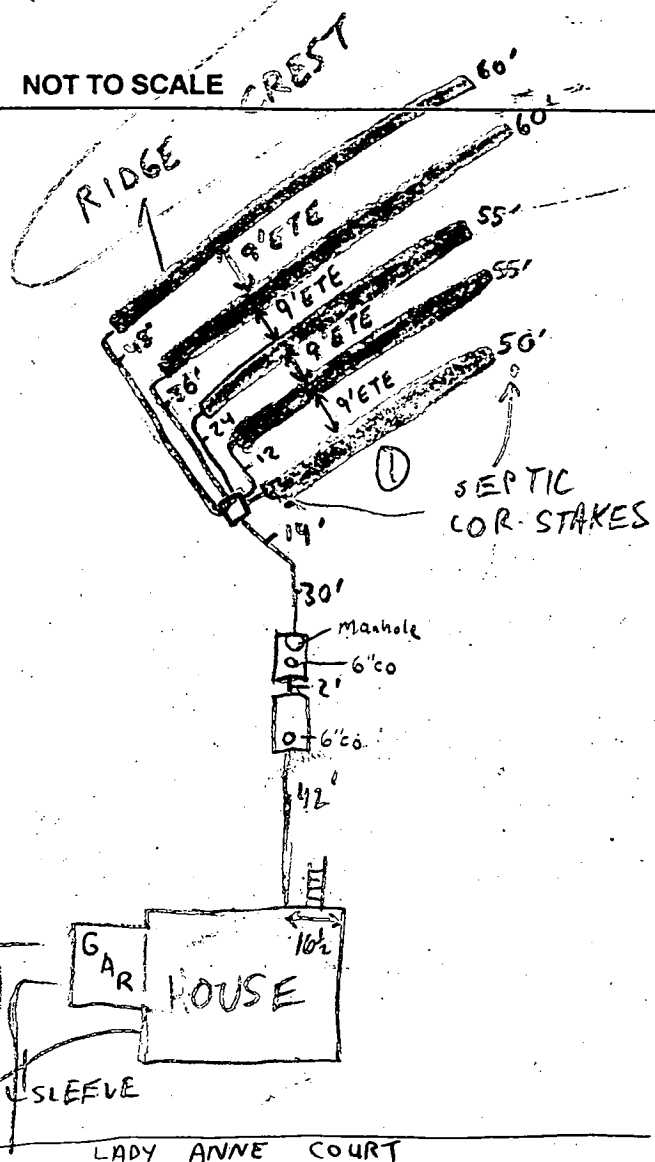 NOT TO SCALE
RIDGE CREST
60'
60'
55'
55'
50'
9'ETE
9'ETE
9'ETE
9'ETE
48'
36'
24
12
①
SEPTIC
COR. STAKES
19'
30'
Manhole
6"co
2'
6"co
42'
16½
GAR
HOUSE
SLEEVE
LADY ANNE COURT